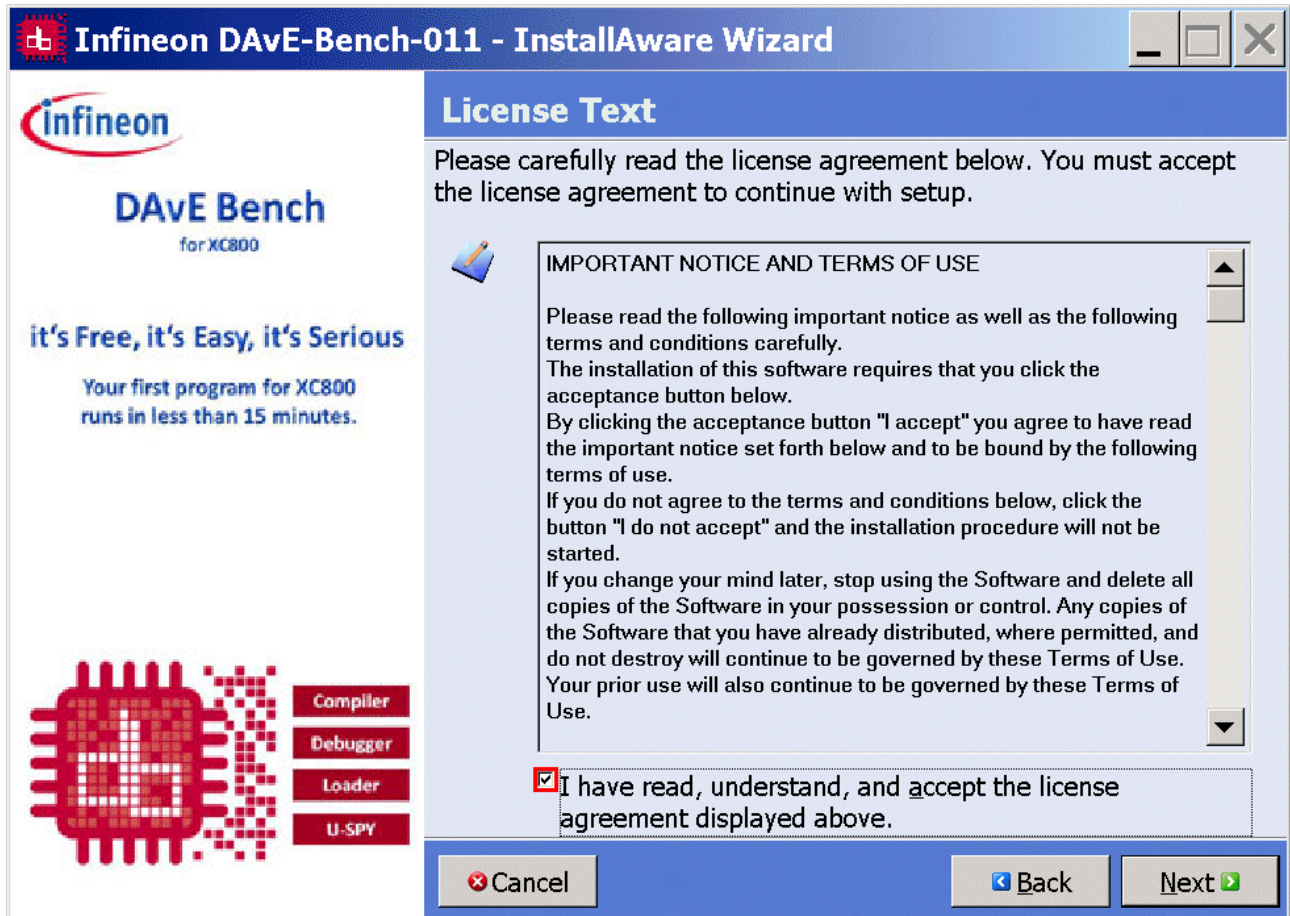 Infineon DAvE-Bench-011 - InstallAware Wizard
infineon
DAvE Bench
for XC800
it's Free, it's Easy, it's Serious
Your first program for XC800
runs in less than 15 minutes.
Compiler
Debugger
Loader
U-SPY
License Text
Please carefully read the license agreement below. You must accept
the license agreement to continue with setup.
IMPORTANT NOTICE AND TERMS OF USE
Please read the following important notice as well as the following
terms and conditions carefully.
The installation of this software requires that you click the
acceptance button below.
By clicking the acceptance button "I accept" you agree to have read
the important notice set forth below and to be bound by the following
terms of use.
If you do not agree to the terms and conditions below, click the
button "I do not accept" and the installation procedure will not be
started.
If you change your mind later, stop using the Software and delete all
copies of the Software in your possession or control. Any copies of
the Software that you have already distributed, where permitted, and
do not destroy will continue to be governed by these Terms of Use.
Your prior use will also continue to be governed by these Terms of
Use.
I have read, understand, and accept the license
agreement displayed above.
Cancel
Back
Next